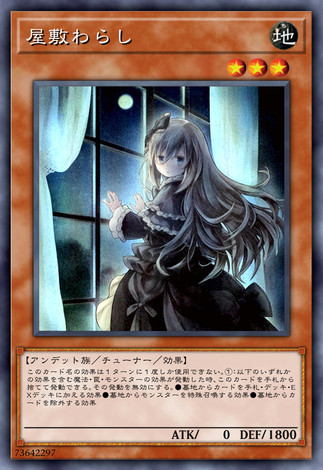 屋敷わらし
地
【アンデット族／チューナー／効果】
このカード名の効果は１ターンに１度しか使用できない。①：以下のいずれか
の効果を含む魔法・罠・モンスターの効果が発動した時、このカードを手札から
捨てて発動できる。その発動を無効にする。●墓地からカードを手札・デッキ・EX
デッキに加える効果●墓地からモンスターを特殊召喚する効果●墓地からカ
ードを除外する効果
ATK/ 0 DEF/1800
73642297